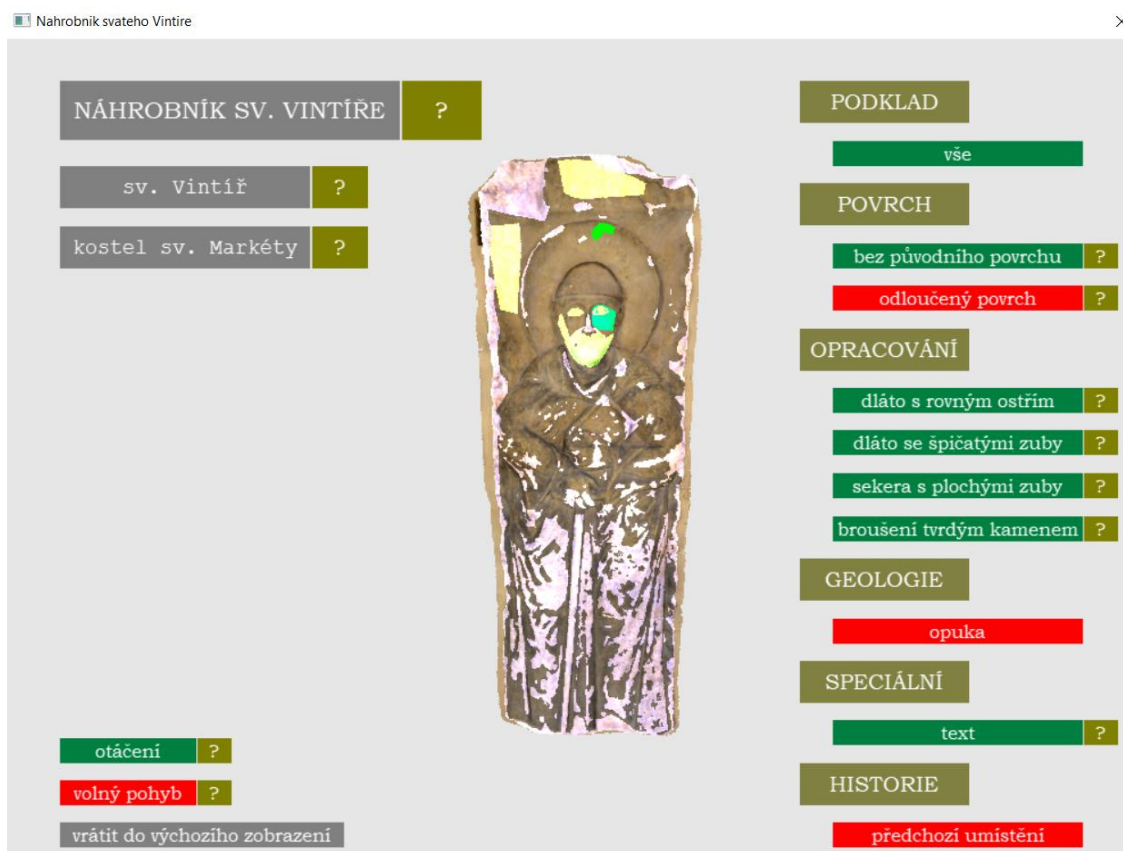 Nahrobnik svateho Vintire
NÁHROBNÍK SV. VINTÍŘE ?
sv. Vintíř ?
kostel sv. Markéty ?
otáčení ?
volný pohyb ?
vrátit do výchozího zobrazení
PODKLAD
vše
POVRCH
bez původního povrchu ?
odloučený povrch ?
OPRACOVÁNÍ
dláto s rovným ostřím ?
dláto se špičatými zuby ?
sekera s plochými zuby ?
broušení tvrdým kamenem ?
GEOLOGIE
opuka
SPECIÁLNÍ
text ?
HISTORIE
předchozí umístění